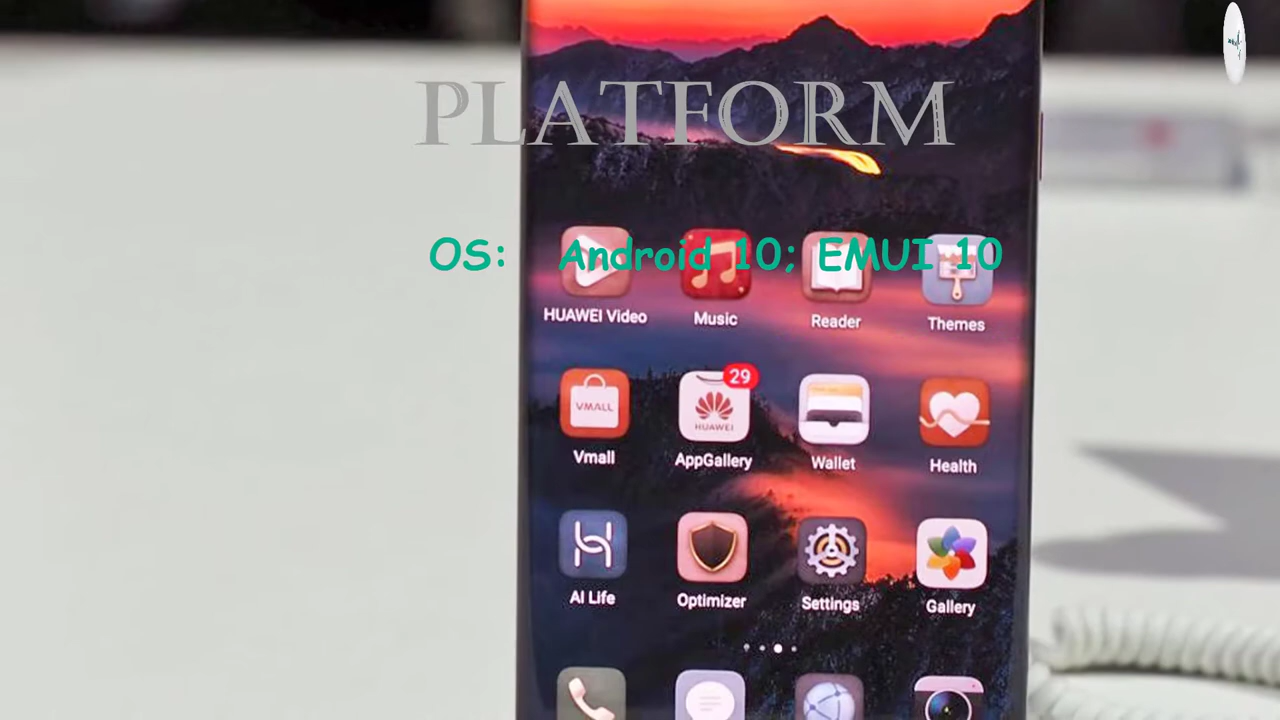 PLATFORM
OS: Android 10; EMUI 10
HUAWEI Video Music Reader Themes
VMALL
29
HUAWEI
Vmall AppGallery Wallet Health
AI Life Optimizer Settings Gallery